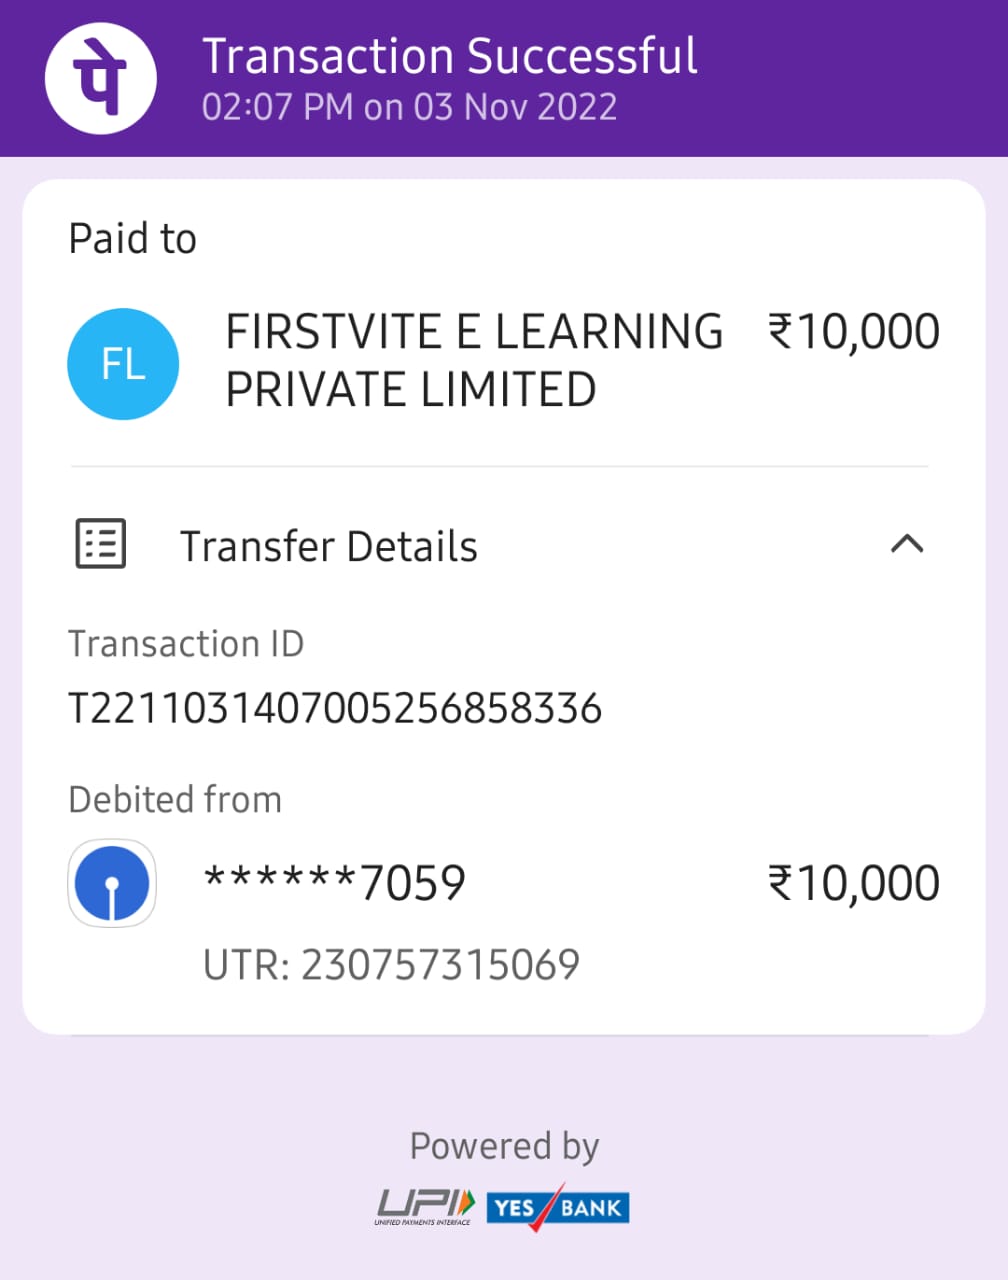 पे
Transaction Successful
02:07 PM on 03 Nov 2022
Paid to
FL
FIRSTVITE E LEARNING ₹10,000
PRIVATE LIMITED
Transfer Details
Transaction ID
T2211031407005256858336
Debited from
******7059 ₹10,000
UTR: 230757315069
Powered by
UPI YES BANK
UNIFIED PAYMENTS INTERFACE